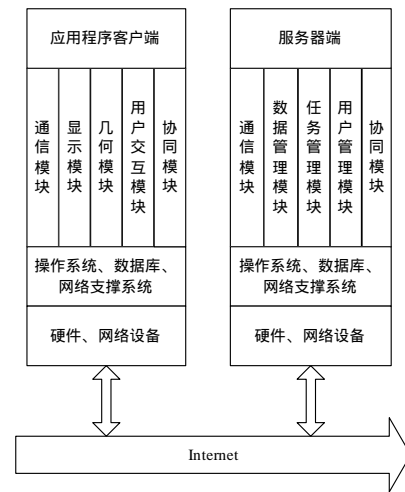 应用程序客户端
通信模块
显示模块
几何模块
用户交互模块
协同模块
操作系统、数据库、
网络支撑系统
硬件、网络设备
服务器端
通信模块
数据管理模块
任务管理模块
用户管理模块
协同模块
操作系统、数据库、
网络支撑系统
硬件、网络设备
Internet